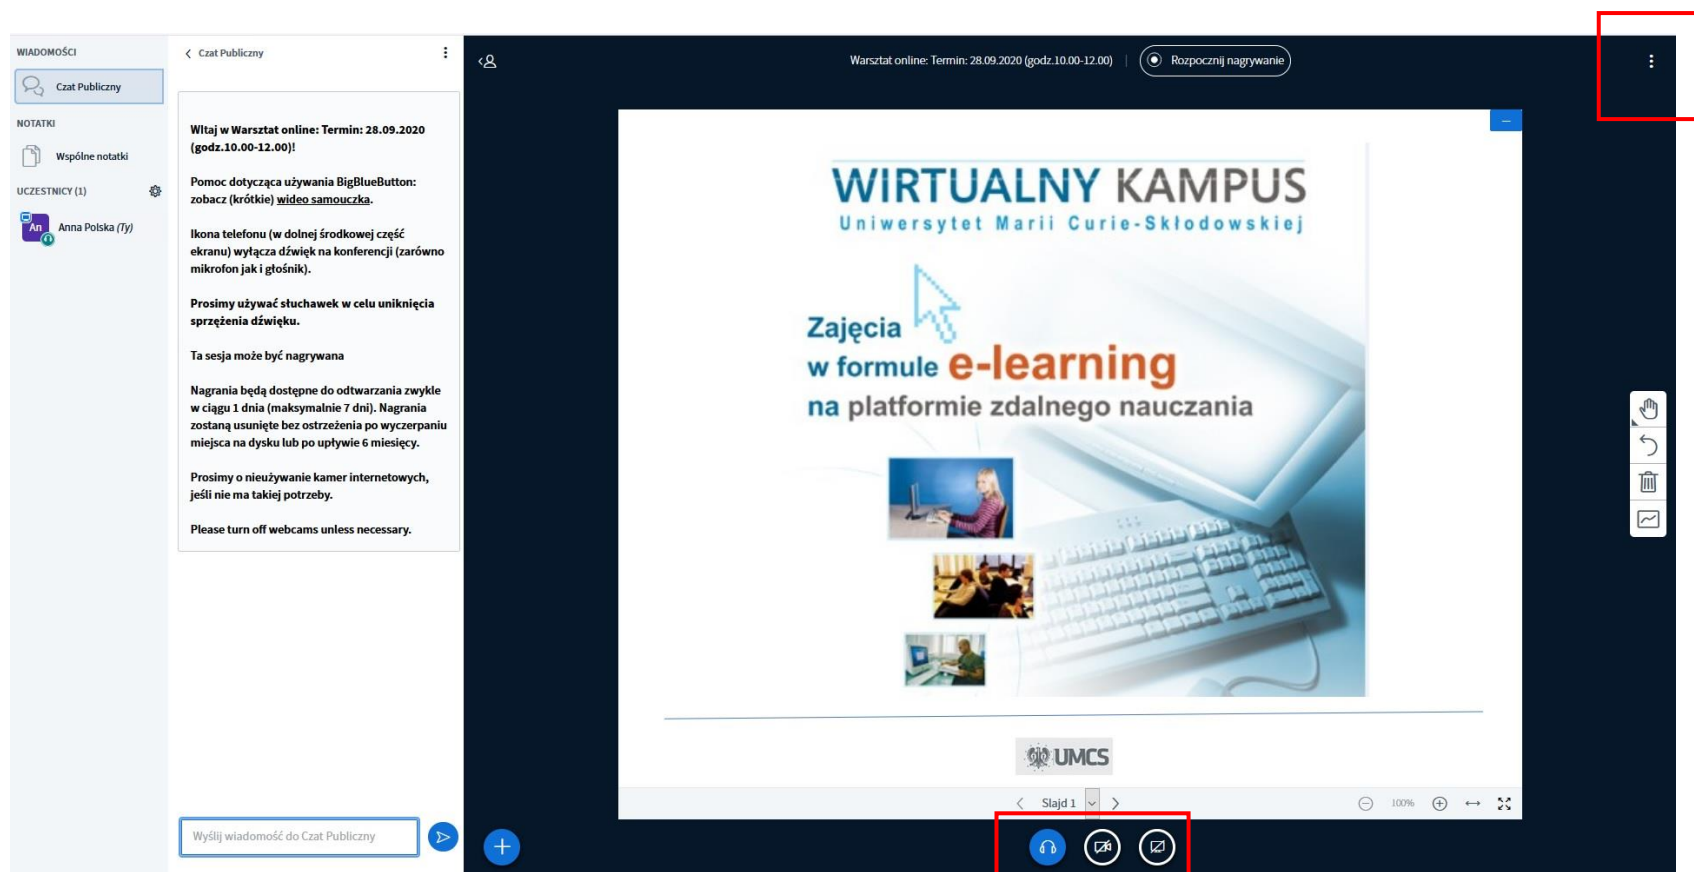 WIADOMOŚCI
Czat Publiczny
NOTATKI
Wspólne notatki
UCZESTNICY (1)
An
Anna Polska (Ty)
Czat Publiczny
WItaj w Warsztat online: Termin: 28.09.2020
(godz.10.00-12.00)!
Pomoc dotycząca używania BigBlueButton:
zobacz (krótkie) wideo samouczka.
Ikona telefonu (w dolnej środkowej część
ekranu) wyłącza dźwięk na konferencji (zarówno
mikrofon jak i głośnik).
Prosimy używać słuchawek w celu uniknięcia
sprzężenia dźwięku.
Ta sesja może być nagrywana
Nagrania będą dostępne do odtwarzania zwykle
w ciągu 1 dnia (maksymalnie 7 dni). Nagrania
zostaną usunięte bez ostrzeżenia po wyczerpaniu
miejsca na dysku lub po upływie 6 miesięcy.
Prosimy o nieużywanie kamer internetowych,
jeśli nie ma takiej potrzeby.
Please turn off webcams unless necessary.
Wyślij wiadomość do Czat Publiczny
Warsztat online: Termin: 28.09.2020 (godz.10.00-12.00)
Rozpocznij nagrywanie
WIRTUALNY KAMPUS
Uniwersytet Marii Curie-Skłodowskiej
Zajęcia
w formule e-learning
na platformie zdalnego nauczania
UMCS
Slajd 1
100%